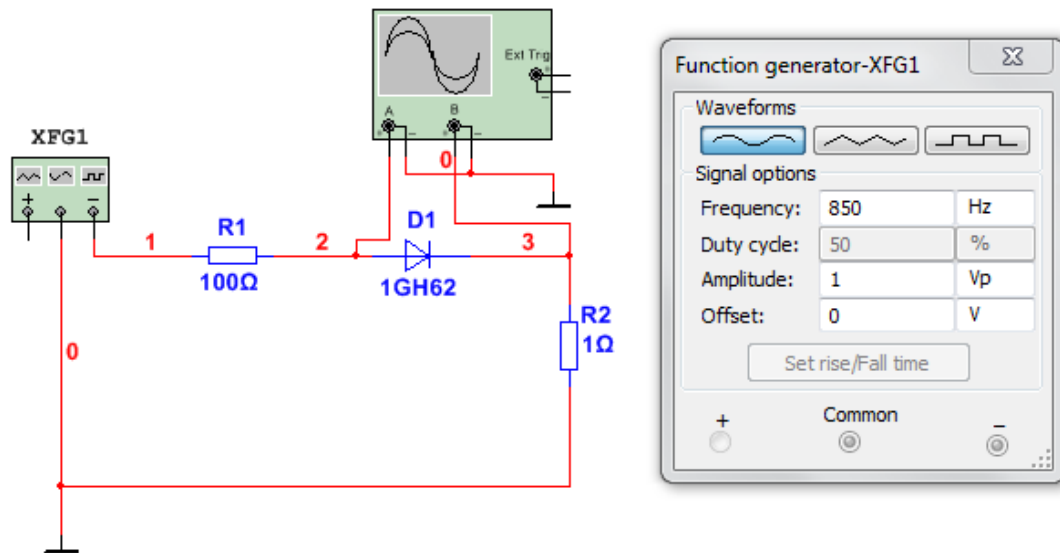 Ext Trig
+
−
A
B
+
−
+
−
XFG1
+
−
0
1
R1
100Ω
2
D1
1GH62
3
R2
1Ω
0
Function generator-XFG1
Waveforms
Signal options
Frequency: 850 Hz
Duty cycle: 50 %
Amplitude: 1 Vp
Offset: 0 V
Set rise/Fall time
+ Common −